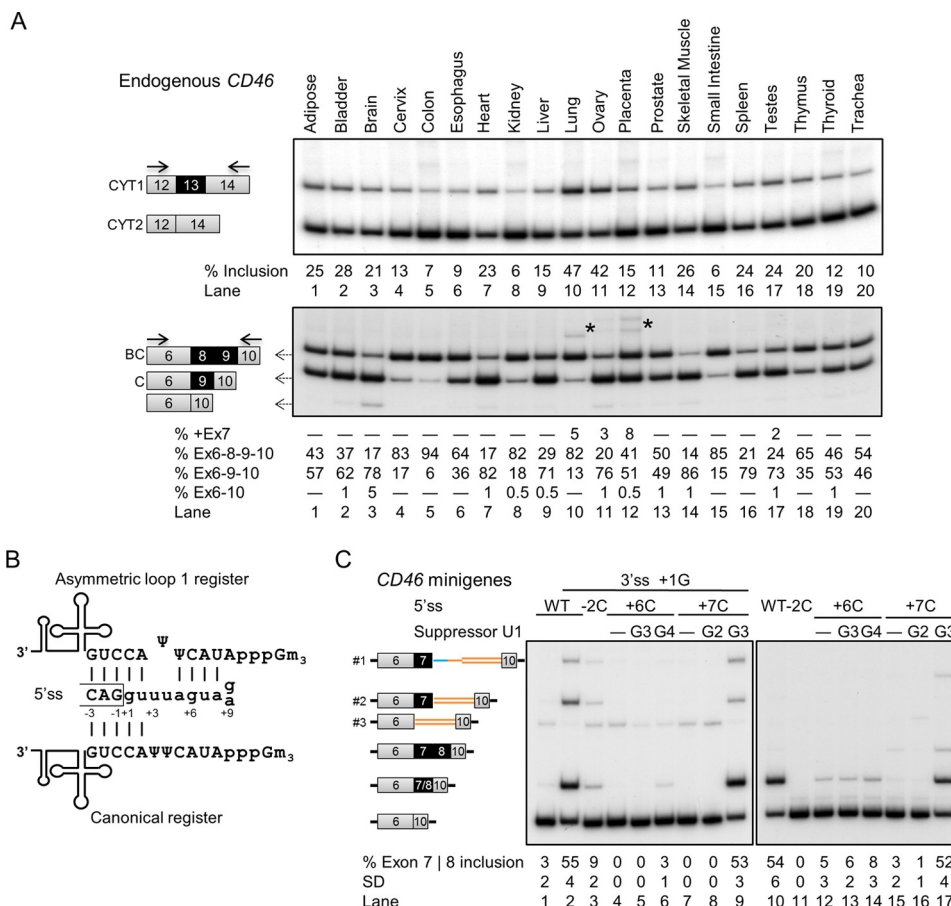 A
Endogenous CD46
Adipose
Bladder
Brain
Cervix
Colon
Esophagus
Heart
Kidney
Liver
Lung
Ovary
Placenta
Prostate
Skeletal Muscle
Small Intestine
Spleen
Testes
Thymus
Thyroid
Trachea
CYT1 12 13 14
CYT2 12 14
% Inclusion 25 28 21 13 7 9 23 6 15 47 42 15 11 26 6 24 24 20 12 10
Lane 1 2 3 4 5 6 7 8 9 10 11 12 13 14 15 16 17 18 19 20
* *
BC 6 8 9 10
C 6 9 10
6 10
% +Ex7 — — — — — — — — — 5 3 8 — — — — 2 — — —
% Ex6-8-9-10 43 37 17 83 94 64 17 82 29 82 20 41 50 14 85 21 24 65 46 54
% Ex6-9-10 57 62 78 17 6 36 82 18 71 13 76 51 49 86 15 79 73 35 53 46
% Ex6-10 — 1 5 — — — 1 0.5 0.5 — 1 0.5 1 1 — — 1 — 1 —
Lane 1 2 3 4 5 6 7 8 9 10 11 12 13 14 15 16 17 18 19 20
B
Asymmetric loop 1 register
Ψ
3' GUCCA ΨCAUApppGm3
5'ss CAGguuuaguag
a
-3 -1 +1 +3 +6 +9
3' GUCCAΨΨCAUApppGm3
Canonical register
C
CD46 minigenes
3'ss +1G
5'ss WT -2C +6C +7C WT -2C +6C +7C
Suppressor U1 — G3 G4 — G2 G3 — G3 G4 — G2 G3
#1 6 7 10
#2 6 7 10
#3 6 10
6 7 8 10
6 7/8 10
6 10
% Exon 7 | 8 inclusion 3 55 9 0 0 3 0 0 53 54 0 5 6 8 3 1 52
SD 2 4 2 0 0 1 0 0 3 6 0 3 2 3 2 1 4
Lane 1 2 3 4 5 6 7 8 9 10 11 12 13 14 15 16 17